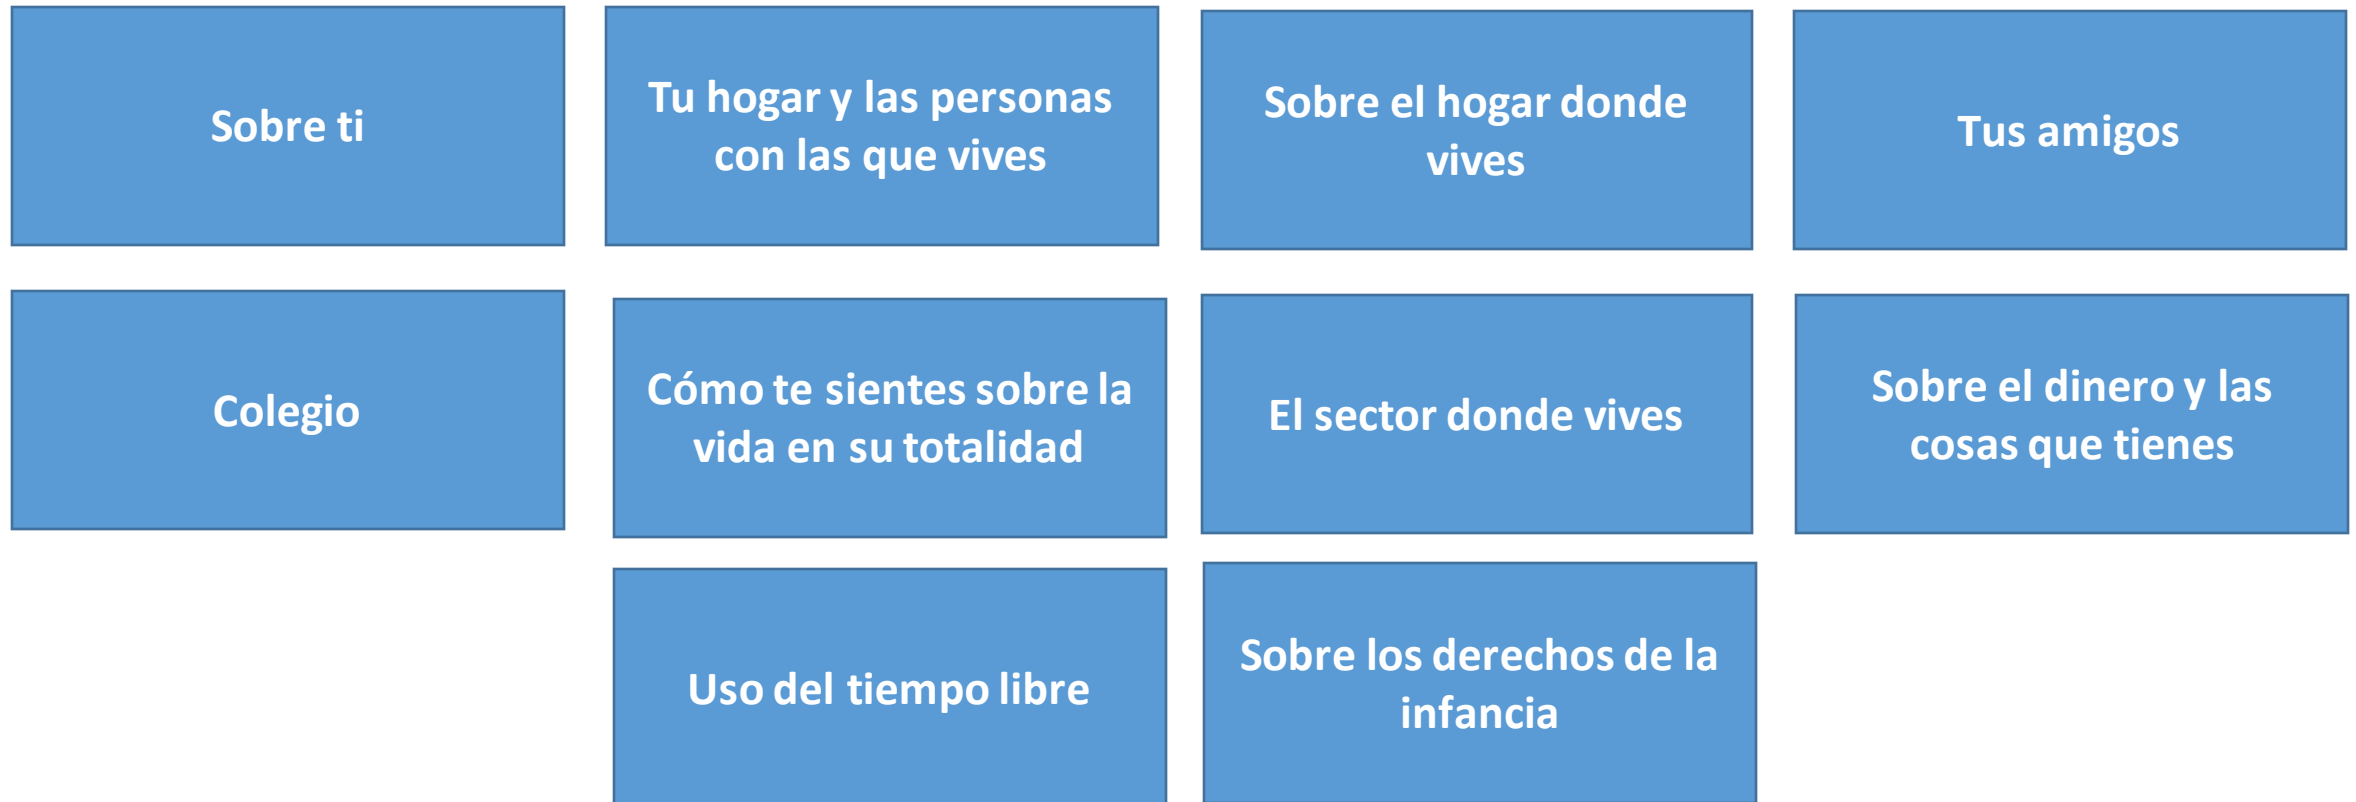 Sobre ti
Tu hogar y las personas
con las que vives
Sobre el hogar donde
vives
Tus amigos
Colegio
Cómo te sientes sobre la
vida en su totalidad
El sector donde vives
Sobre el dinero y las
cosas que tienes
Uso del tiempo libre
Sobre los derechos de la
infancia